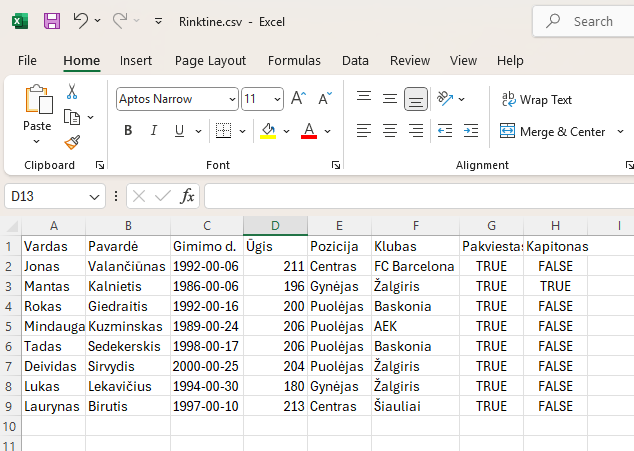 Rinktine.csv - Excel
Search
File Home Insert Page Layout Formulas Data Review View Help
Paste
Aptos Narrow 11 A A
B I U A
ab Wrap Text
Merge & Center
Clipboard Font Alignment
D13 fx
A B C D E F G H I
1 Vardas Pavardė Gimimo d. Ūgis Pozicija Klubas Pakviestas Kapitonas
2 Jonas Valančiūnas 1992-00-06 211 Centras FC Barcelona TRUE FALSE
3 Mantas Kalnietis 1986-00-06 196 Gynėjas Žalgiris TRUE TRUE
4 Rokas Giedraitis 1992-00-16 200 Puolėjas Baskonia TRUE FALSE
5 Mindauga Kuzminskas 1989-00-24 206 Puolėjas AEK TRUE FALSE
6 Tadas Sedekerskis 1998-00-17 206 Puolėjas Baskonia TRUE FALSE
7 Deividas Sirvydis 2000-00-25 204 Puolėjas Žalgiris TRUE FALSE
8 Lukas Lekavičius 1994-00-30 180 Gynėjas Žalgiris TRUE FALSE
9 Laurynas Birutis 1997-00-10 213 Centras Šiauliai TRUE FALSE
10
11